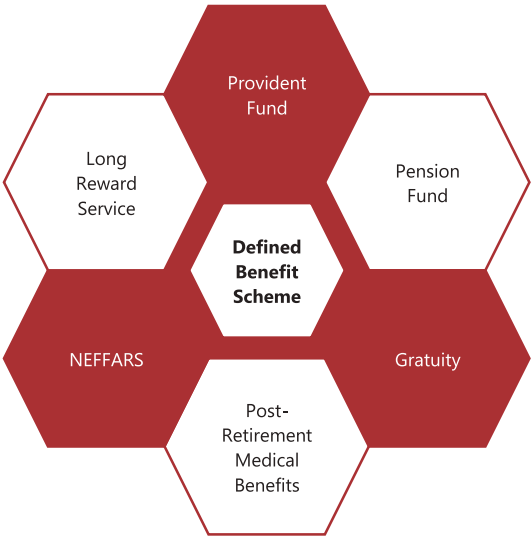 Provident
Fund
Long
Reward
Service
Pension
Fund
Defined
Benefit
Scheme
NEFFARS
Gratuity
Post-
Retirement
Medical
Benefits